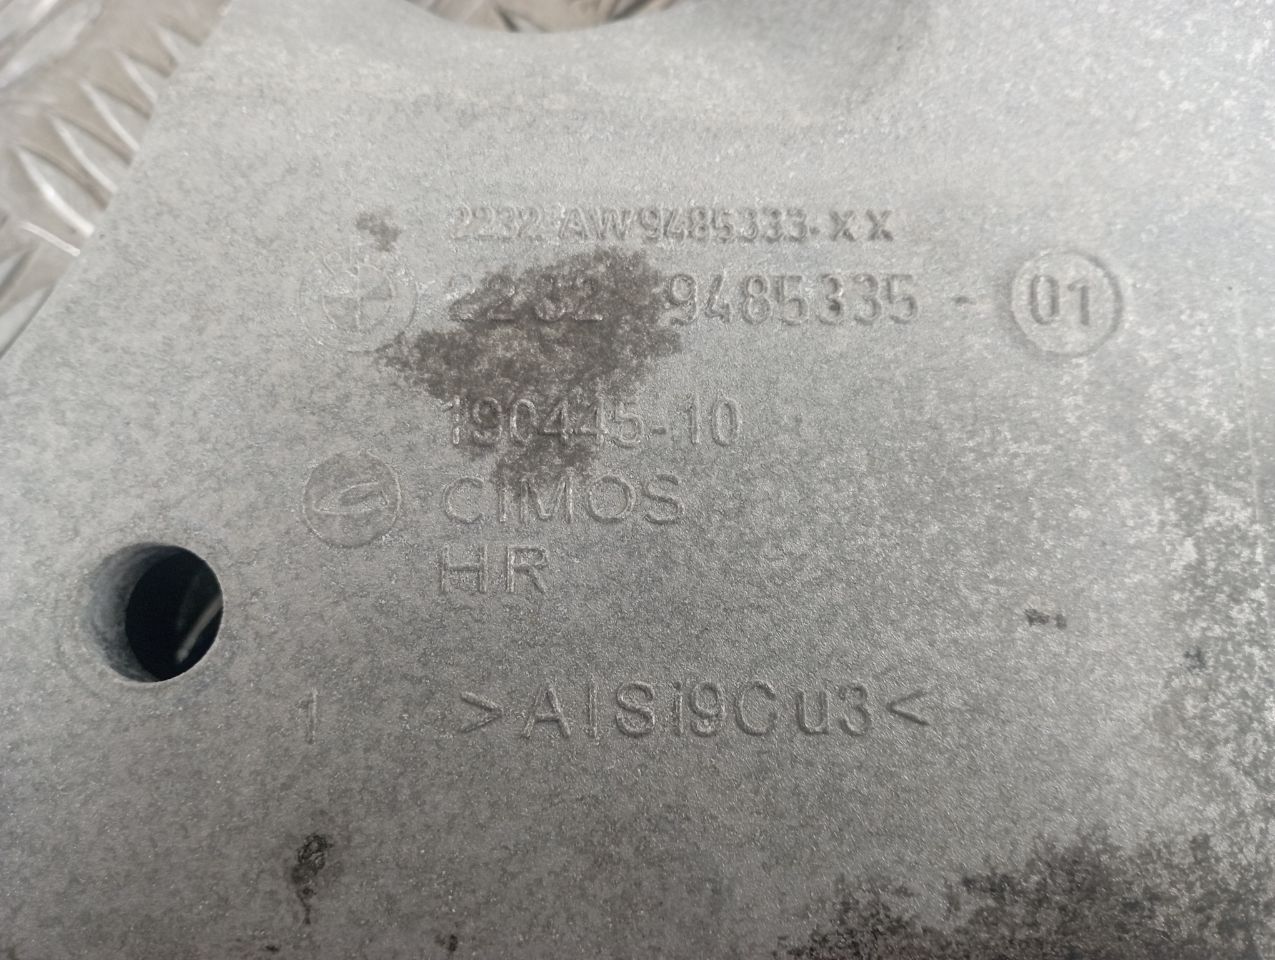 2232 AW9485333-XX
2232 9485335 - 01
190445-10
CIMOS
HR
1 >AlSi9Cu3<